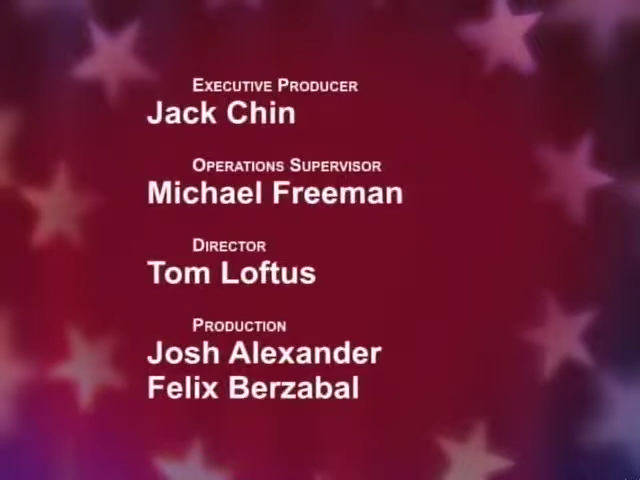 Executive Producer
Jack Chin
Operations Supervisor
Michael Freeman
Director
Tom Loftus
Production
Josh Alexander
Felix Berzabal